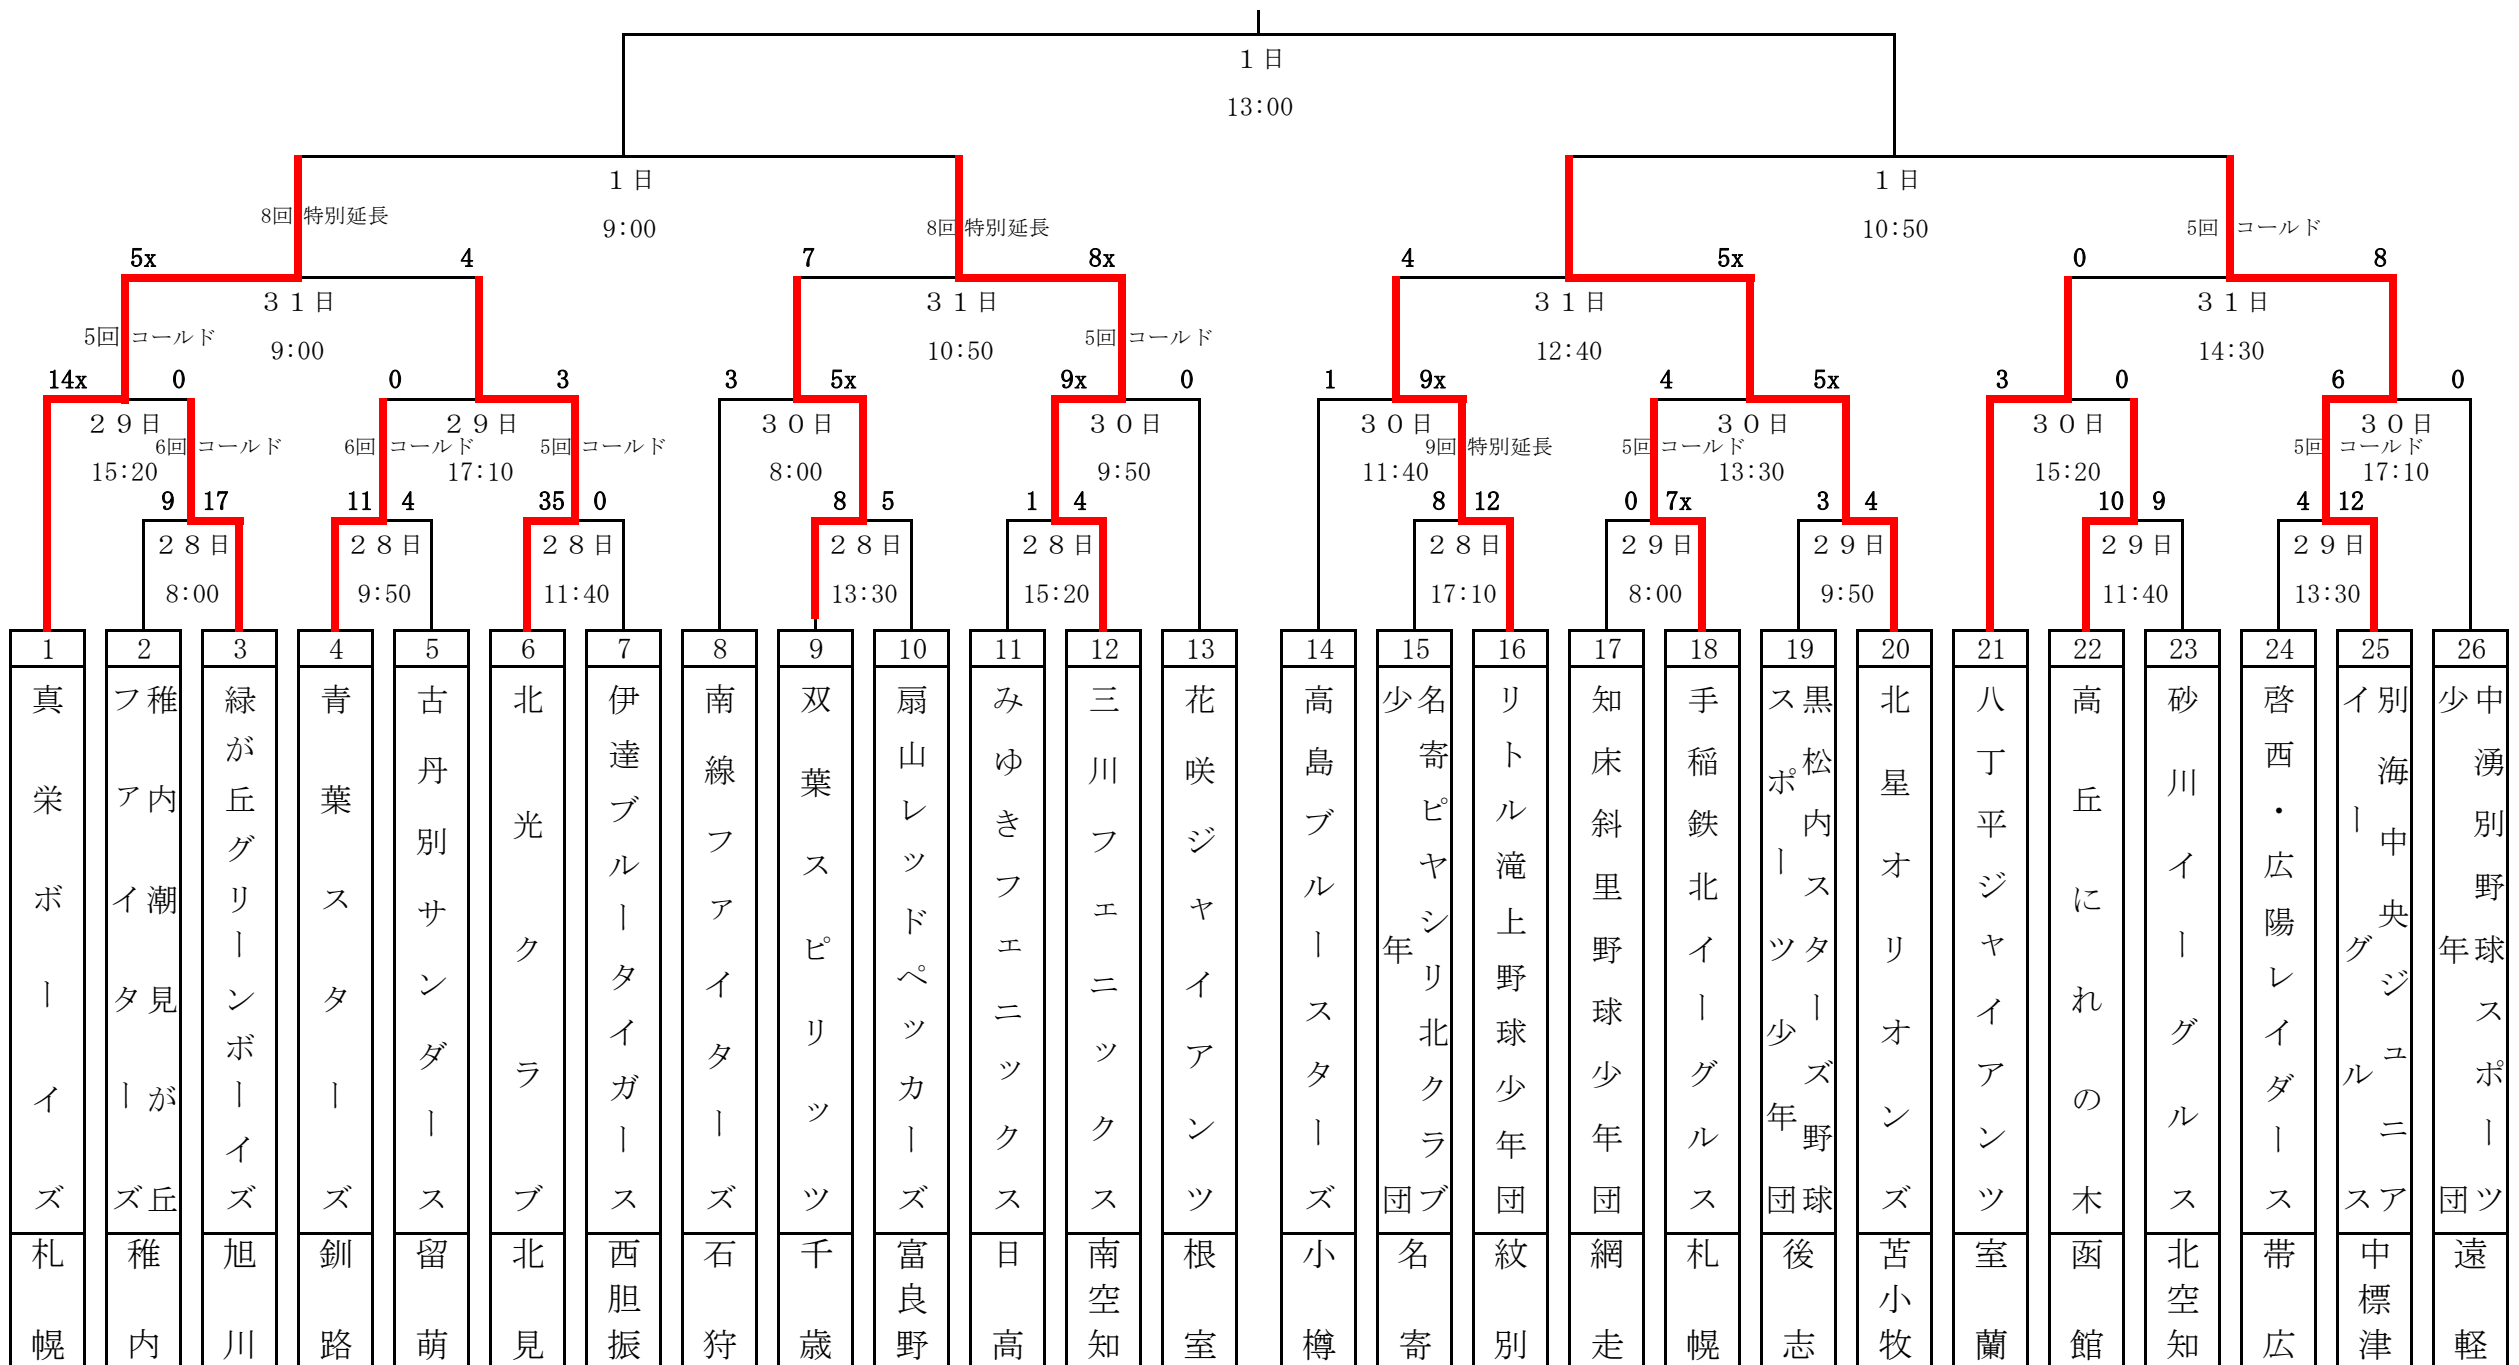 １日
13:00
１日
9:00
１日
10:50
8回 特別延長
8回 特別延長
5回 コールド
5x 4 7 8x 4 5x 0 8
３１日 ３１日 ３１日 ３１日
9:00 10:50 12:40 14:30
5回 コールド 5回 コールド
14x 0 0 3 3 5x 9x 0 1 9x 4 5x 3 0 6 0
２９日 ２９日 ３０日 ３０日 ３０日 ３０日 ３０日 ３０日
6回 コールド 6回 コールド 5回 コールド 9回 特別延長 5回 コールド 5回 コールド
15:20 17:10 8:00 9:50 11:40 13:30 15:20 17:10
9 17 11 4 35 0 8 5 1 4 8 12 0 7x 3 4 10 9 4 12
２８日 ２８日 ２８日 ２８日 ２８日 ２８日 ２９日 ２９日 ２９日 ２９日
8:00 9:50 11:40 13:30 15:20 17:10 8:00 9:50 11:40 13:30
1 2 3 4 5 6 7 8 9 10 11 12 13 14 15 16 17 18 19 20 21 22 23 24 25 26
真栄ボーイズ
稚内潮見が丘
ファイターズ
緑が丘グリーンボーイズ
青葉スターズ
古丹別サンダース
北光クラブ
伊達ブルータイガース
南線ファイターズ
双葉スピリッツ
扇山レッドペッカーズ
みゆきフェニックス
三川フェニックス
花咲ジャイアンツ
高島ブルースターズ
名寄ピヤシリ北クラブ
少年団
リトル滝上野球少年団
知床斜里野球少年団
手稲鉄北イーグルス
黒松内スターズ野球
スポーツ少年団
北星オリオンズ
八丁平ジャイアンツ
高丘にれの木
砂川イーグルス
啓西・広陽レイダース
別海中央ジュニア
イーグルス
中湧別野球スポーツ
少年団
札幌
稚内
旭川
釧路
留萌
北見
西胆振
石狩
千歳
富良野
日高
南空知
根室
小樽
名寄
紋別
網走
札幌
後志
苫小牧
室蘭
函館
北空知
帯広
中標津
遠軽